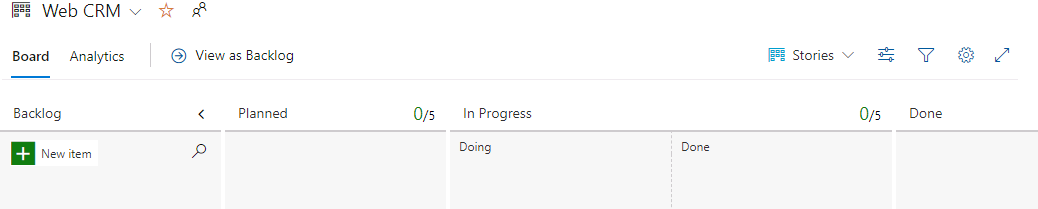 Web CRM
Board Analytics View as Backlog Stories
Backlog Planned 0/5 In Progress 0/5 Done
New item Doing Done